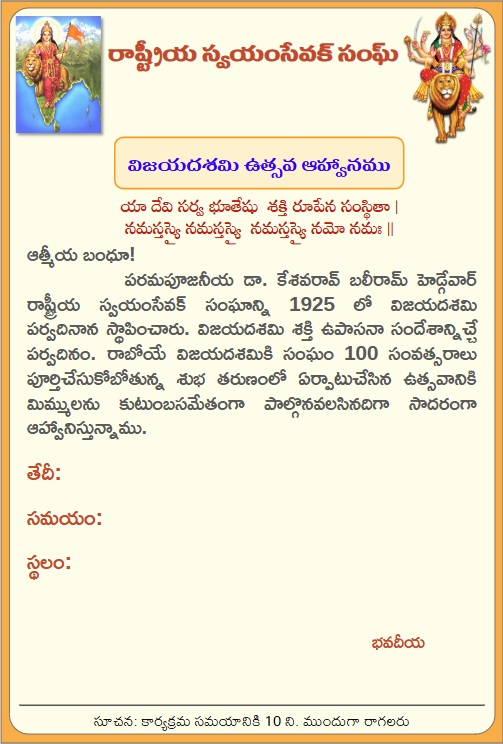 రాష్ట్రీయ స్వయంసేవక్ సంఘ్
విజయదశమి ఉత్సవ ఆహ్వానము
యా దేవి సర్వ భూతేషు శక్తి రూపేన సంస్థితా |
నమస్తస్యై నమస్తస్యై నమస్తస్యై నమో నమః ||
ఆత్మీయ బంధూ!
పరమపూజనీయ డా. కేశవరావ్ బలీరామ్ హెడ్గేవార్
రాష్ట్రీయ స్వయంసేవక్ సంఘాన్ని 1925 లో విజయదశమి
పర్వదినాన స్థాపించారు. విజయదశమి శక్తి ఉపాసనా సందేశాన్నిచ్చే
పర్వదినం. రాబోయే విజయదశమికి సంఘం 100 సంవత్సరాలు
పూర్తిచేసుకోబోతున్న శుభ తరుణంలో ఏర్పాటుచేసిన ఉత్సవానికి
మిమ్ములను కుటుంబసమేతంగా పాల్గొనవలసినదిగా సాదరంగా
ఆహ్వానిస్తున్నాము.
తేదీ:
సమయం:
స్థలం:
భవదీయ
సూచన: కార్యక్రమ సమయానికి 10 ని. ముందుగా రాగలరు